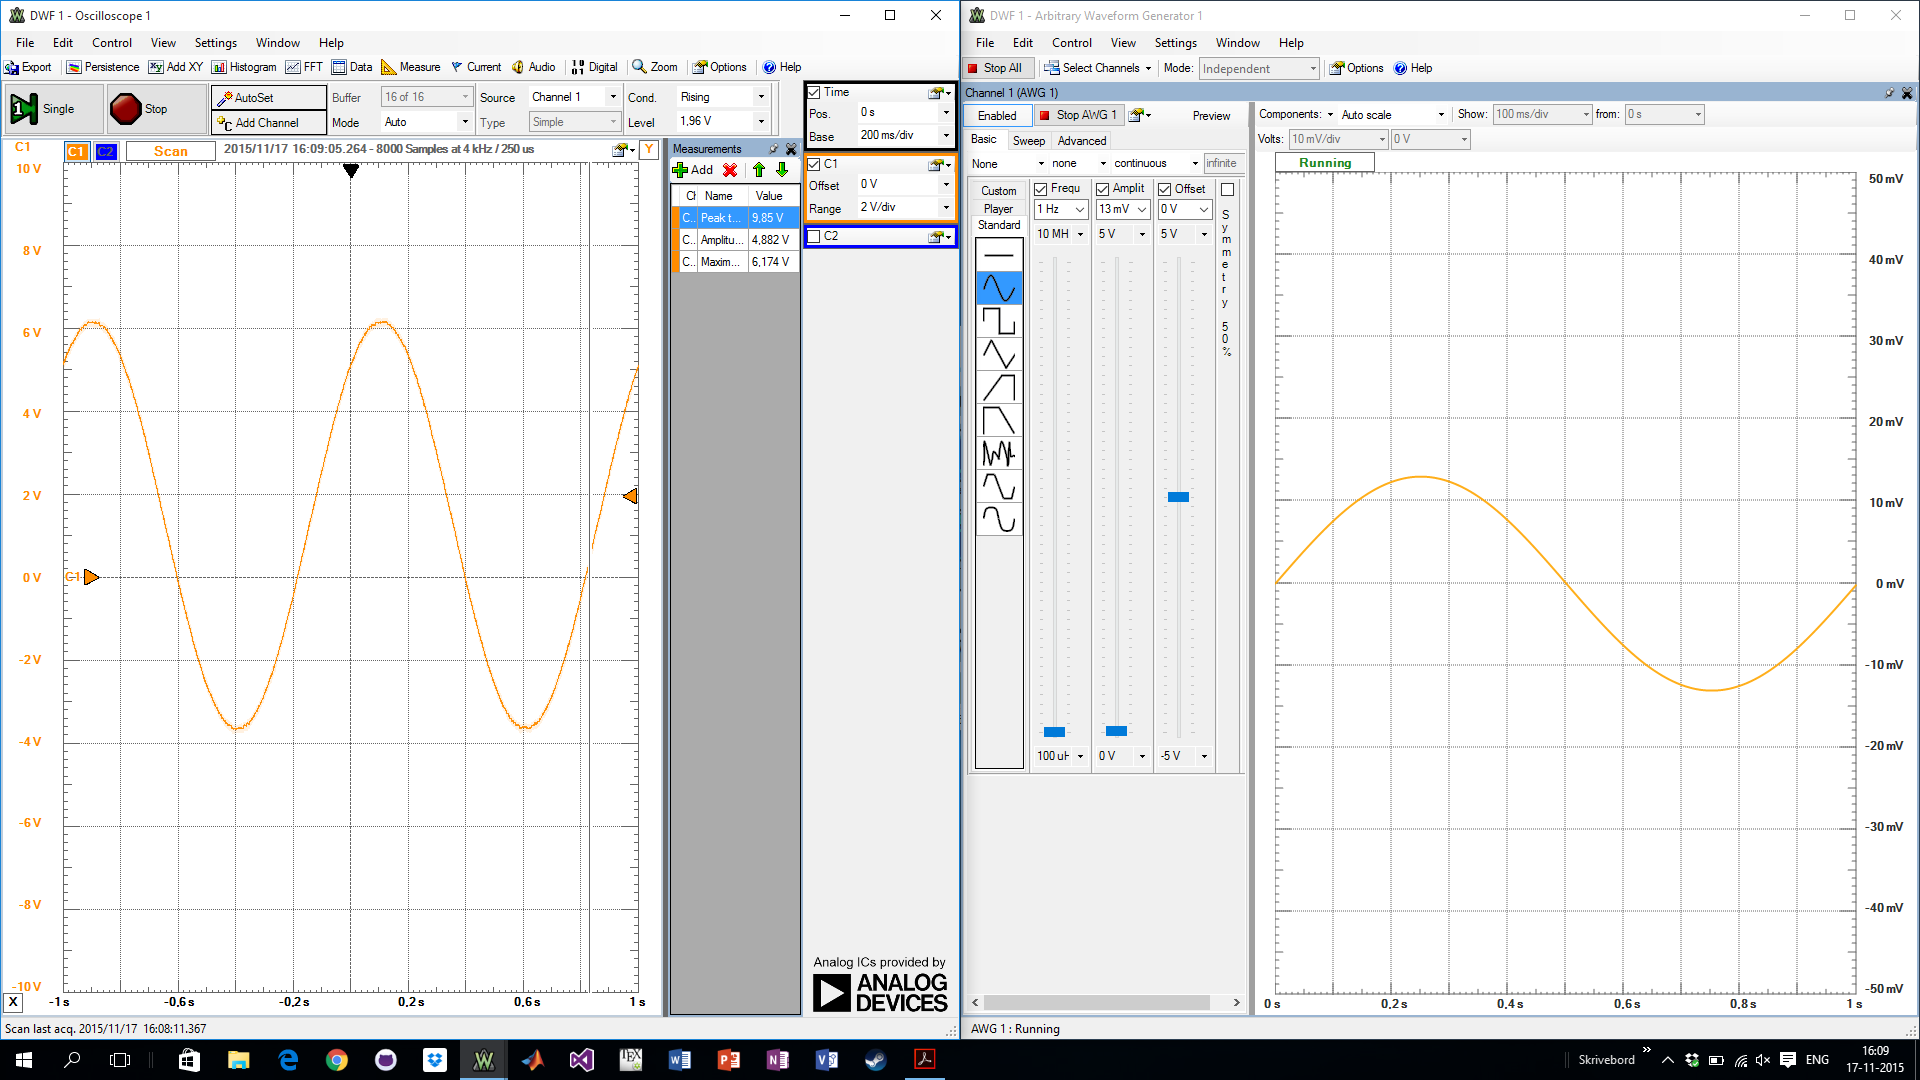 DWF 1 - Oscilloscope 1
File Edit Control View Settings Window Help
Export Persistence Add XY Histogram FFT Data Measure Current Audio Digital Zoom Options Help
Single Stop AutoSet Buffer 16 of 16 Source Channel 1 Cond. Rising
Add Channel Mode Auto Type Simple Level 1,96 V
Time
Pos. 0 s
Base 200 ms/div
C1
Offset 0 V
Range 2 V/div
C2
C1 C1 C2 Scan 2015/11/17 16:09:05.264 - 8000 Samples at 4 kHz / 250 us Y
10 V
8 V
6 V
4 V
2 V
0 V
C1
-2 V
-4 V
-6 V
-8 V
-10 V
X -1 s -0,6 s -0,2 s 0,2 s 0,6 s 1 s
Measurements
Add
Name Value
C.. Peak t... 9,85 V
C.. Amplitu... 4,882 V
C.. Maxim... 6,174 V
Analog ICs provided by
ANALOG
DEVICES
Scan last acq. 2015/11/17 16:08:11.367
DWF 1 - Arbitrary Waveform Generator 1
File Edit Control View Settings Window Help
Stop All Select Channels Mode: Independent Options Help
Channel 1 (AWG 1)
Enabled Stop AWG 1 Preview
Basic Sweep Advanced
None none continuous infinite
Custom
Player
Standard
Frequ Amplit Offset
1 Hz 13 mV 0 V
10 MH 5 V 5 V
Symmetry 50%
100 uH 0 V -5 V
Components: Auto scale Show: 100 ms/div from: 0 s
Volts: 10 mV/div 0 V
Running
50 mV
40 mV
30 mV
20 mV
10 mV
0 mV
-10 mV
-20 mV
-30 mV
-40 mV
-50 mV
0 s 0,2 s 0,4 s 0,6 s 0,8 s 1 s
AWG 1 : Running
Skrivebord ENG 16:09
17-11-2015